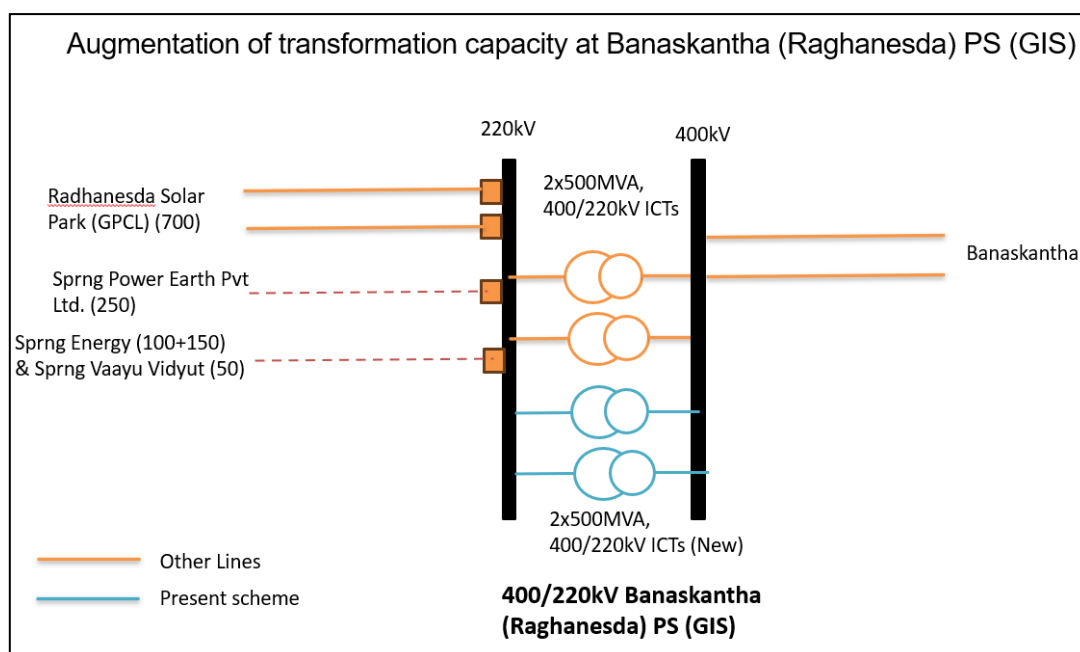 Augmentation of transformation capacity at Banaskantha (Raghanesda) PS (GIS)
220kV
400kV
2x500MVA,
400/220kV ICTs
Radhanesda Solar
Park (GPCL) (700)
Banaskantha
Sprng Power Earth Pvt
Ltd. (250)
Sprng Energy (100+150)
& Sprng Vaayu Vidyut (50)
2x500MVA,
400/220kV ICTs (New)
Other Lines
Present scheme
400/220kV Banaskantha
(Raghanesda) PS (GIS)